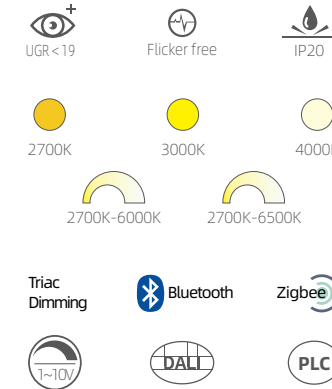 UGR<19
Flicker free
IP20
2700K
3000K
4000K
2700K-6000K
2700K-6500K
Triac
Dimming
Bluetooth
Zigbee
1~10V
DALI
PLC